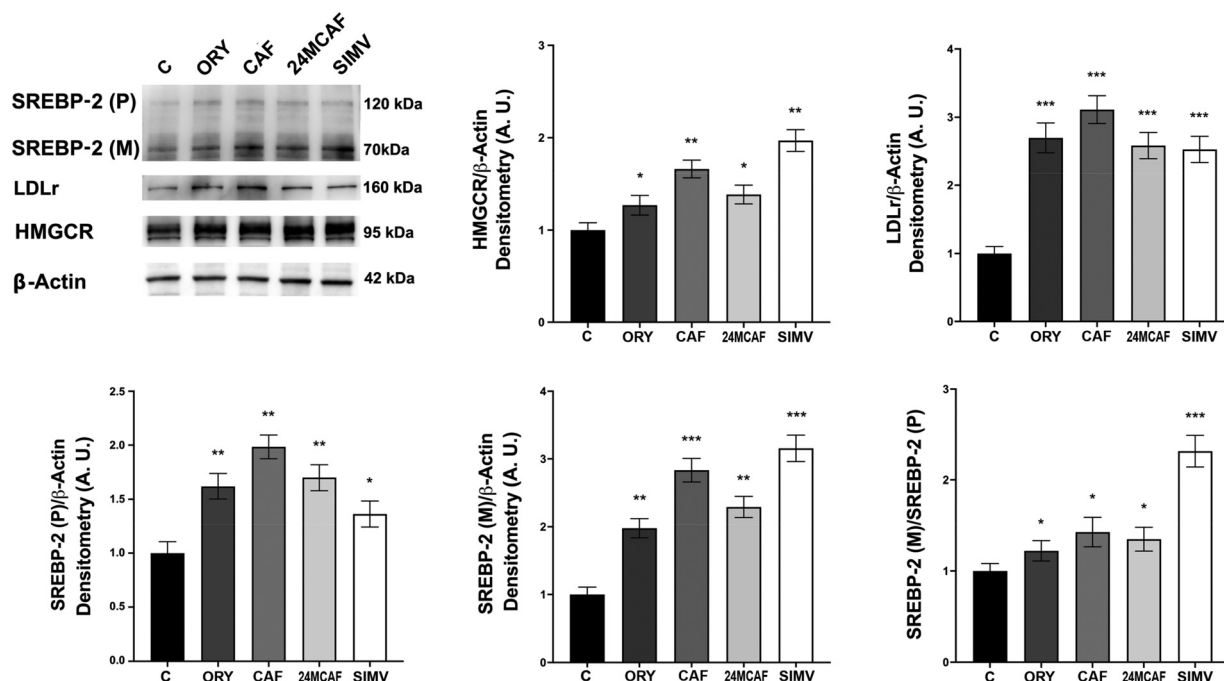 C ORY CAF 24MCAF SIMV
SREBP-2 (P) 120 kDa
SREBP-2 (M) 70kDa
LDLr 160 kDa
HMGCR 95 kDa
β-Actin 42 kDa
HMGCR/β-Actin
Densitometry (A. U.)
3
2
1
0
* ** * **
C ORY CAF 24MCAF SIMV
LDLr/β-Actin
Densitometry (A. U.)
4
3
2
1
0
*** *** *** ***
C ORY CAF 24MCAF SIMV
SREBP-2 (P)/β-Actin
Densitometry (A. U.)
2.5
2.0
1.5
1.0
0.5
0.0
** ** ** *
C ORY CAF 24MCAF SIMV
SREBP-2 (M)/β-Actin
Densitometry (A. U.)
4
3
2
1
0
** *** ** ***
C ORY CAF 24MCAF SIMV
SREBP-2 (M)/SREBP-2 (P)
3
2
1
0
* * * ***
C ORY CAF 24MCAF SIMV